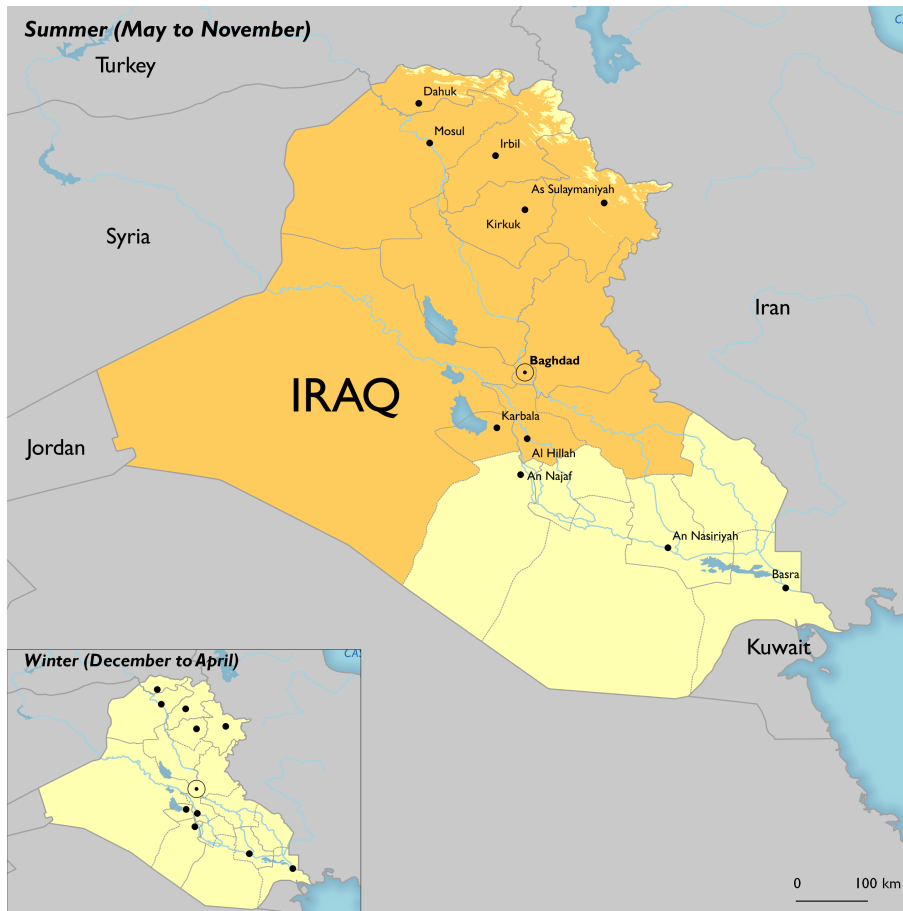 Summer (May to November)
Turkey
Dahuk
Mosul
Irbil
As Sulaymaniyah
Kirkuk
Syria
Iran
Baghdad
IRAQ
Karbala
Jordan
Al Hillah
An Najaf
An Nasiriyah
Basra
Kuwait
Winter (December to April)
CAS
0 100 km